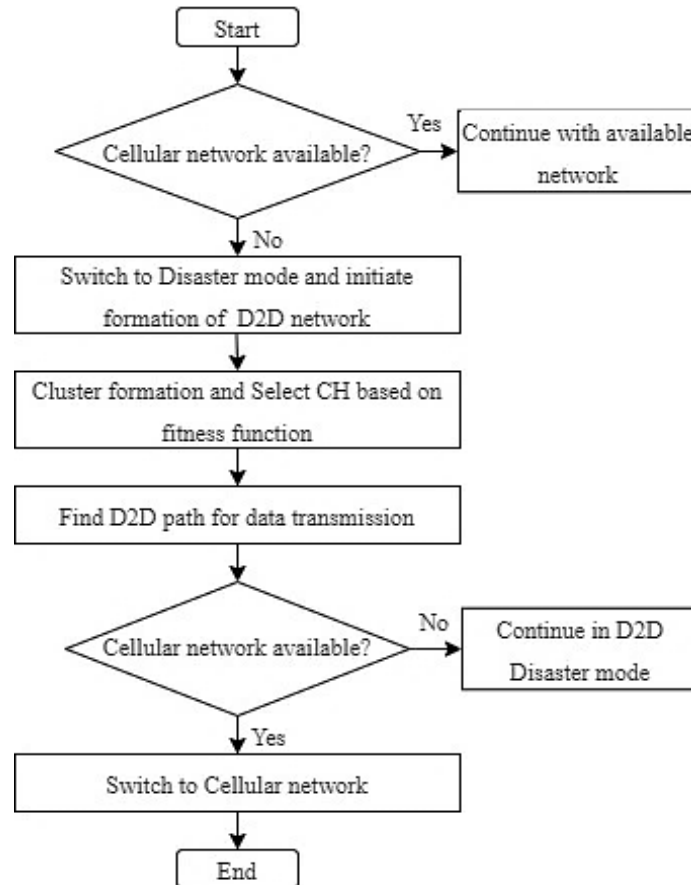 Start
Cellular network available?
Yes
Continue with available
network
No
Switch to Disaster mode and initiate
formation of D2D network
Cluster formation and Select CH based on
fitness function
Find D2D path for data transmission
Cellular network available?
No
Continue in D2D
Disaster mode
Yes
Switch to Cellular network
End